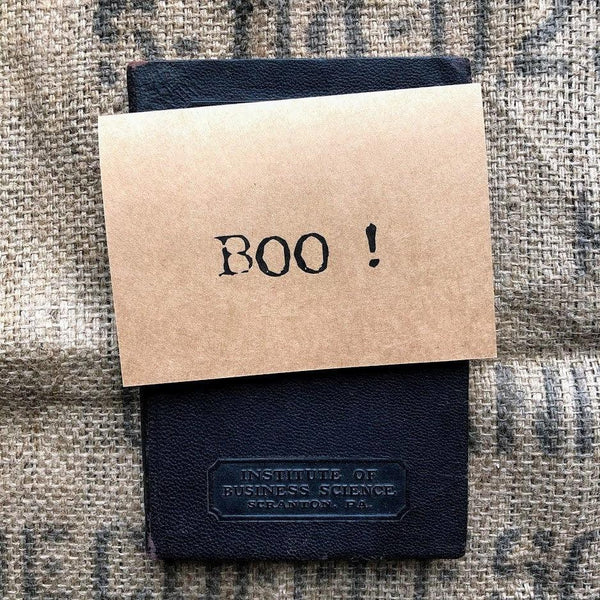 BOO !
INSTITUTE OF
BUSINESS SCIENCE
SCRANTON, PA.